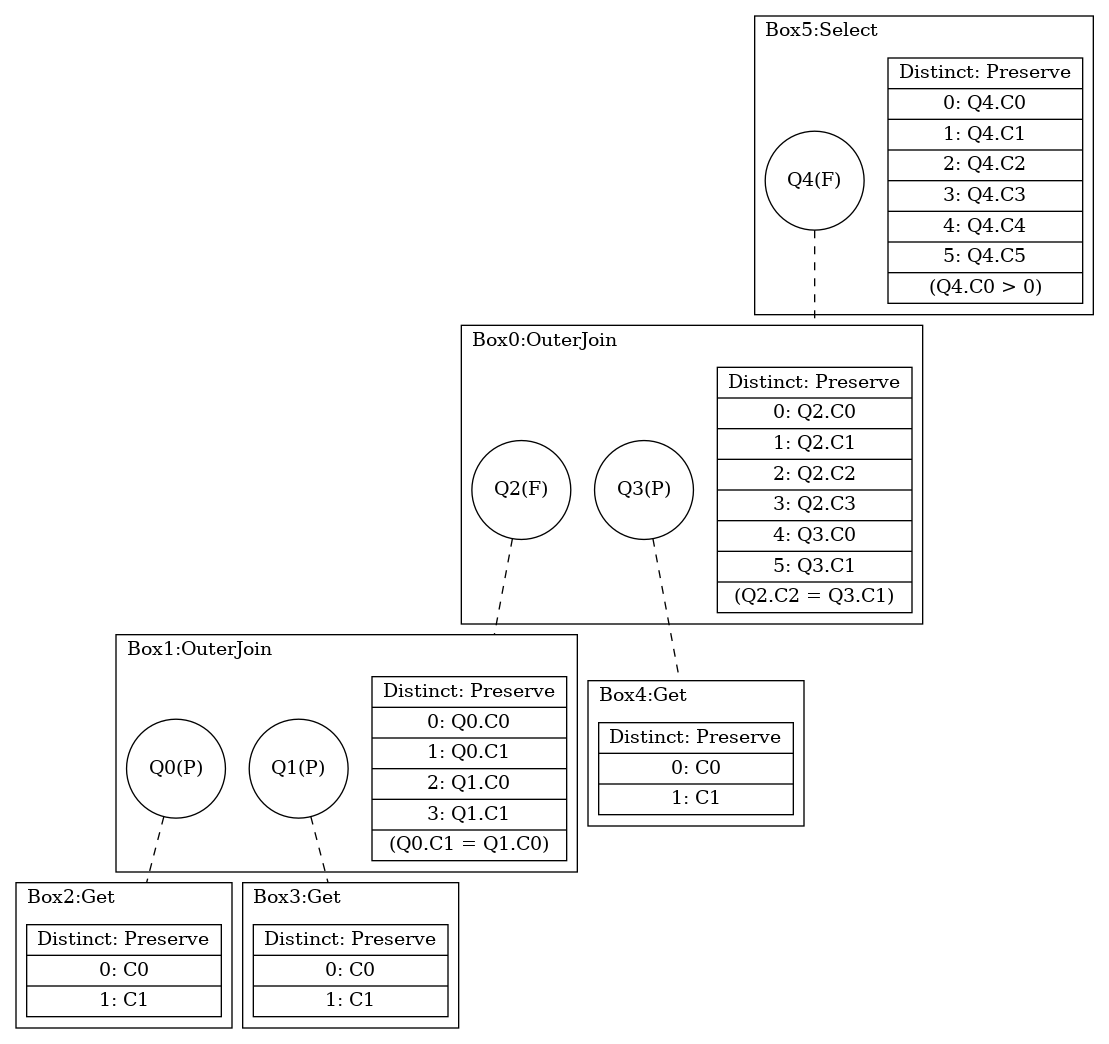 Box5:Select
Q4(F)
Distinct: Preserve
0: Q4.C0
1: Q4.C1
2: Q4.C2
3: Q4.C3
4: Q4.C4
5: Q4.C5
(Q4.C0 > 0)
Box0:OuterJoin
Q2(F)
Q3(P)
Distinct: Preserve
0: Q2.C0
1: Q2.C1
2: Q2.C2
3: Q2.C3
4: Q3.C0
5: Q3.C1
(Q2.C2 = Q3.C1)
Box1:OuterJoin
Q0(P)
Q1(P)
Distinct: Preserve
0: Q0.C0
1: Q0.C1
2: Q1.C0
3: Q1.C1
(Q0.C1 = Q1.C0)
Box4:Get
Distinct: Preserve
0: C0
1: C1
Box2:Get
Distinct: Preserve
0: C0
1: C1
Box3:Get
Distinct: Preserve
0: C0
1: C1